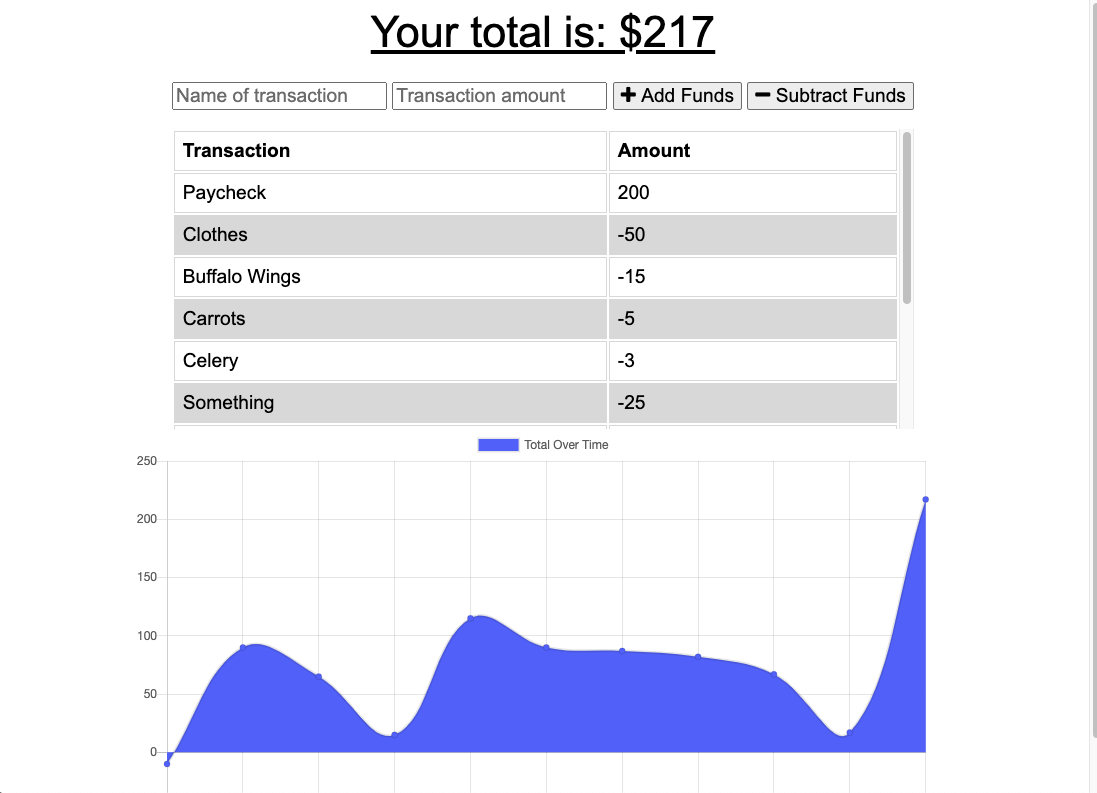 Your total is: $217
Name of transaction Transaction amount + Add Funds − Subtract Funds
Transaction Amount
Paycheck 200
Clothes -50
Buffalo Wings -15
Carrots -5
Celery -3
Something -25
Total Over Time
250
200
150
100
50
0